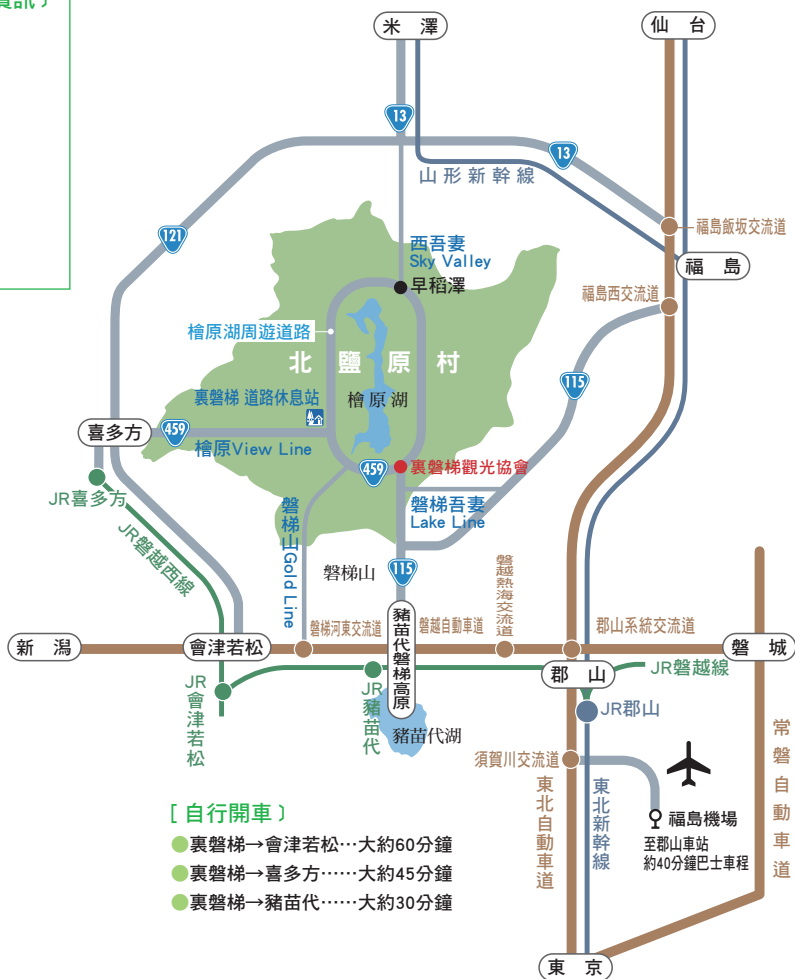 資訊〕
米 澤
仙 台
13
13
山形新幹線
121
福島飯坂交流道
西吾妻
Sky Valley
福 島
早稻澤
福島西交流道
檜原湖周遊道路
北鹽原村
115
裏磐梯 道路休息站
檜原湖
喜多方
459
檜原View Line
459
裏磐梯觀光協會
JR喜多方
磐梯吾妻
Lake Line
磐梯山Gold Line
JR磐越西線
磐梯山
115
磐越熱海交流道
豬苗代磐梯高原
磐梯河東交流道
磐越自動車道
郡山系統交流道
新 潟
會津若松
磐 城
郡 山
JR磐越線
JR會津若松
JR豬苗代
JR郡山
豬苗代湖
須賀川交流道
常磐自動車道
東北自動車道
東北新幹線
福島機場
至郡山車站
約40分鐘巴士車程
[ 自行開車 〕
裏磐梯→會津若松…大約60分鐘
裏磐梯→喜多方……大約45分鐘
裏磐梯→豬苗代……大約30分鐘
東 京